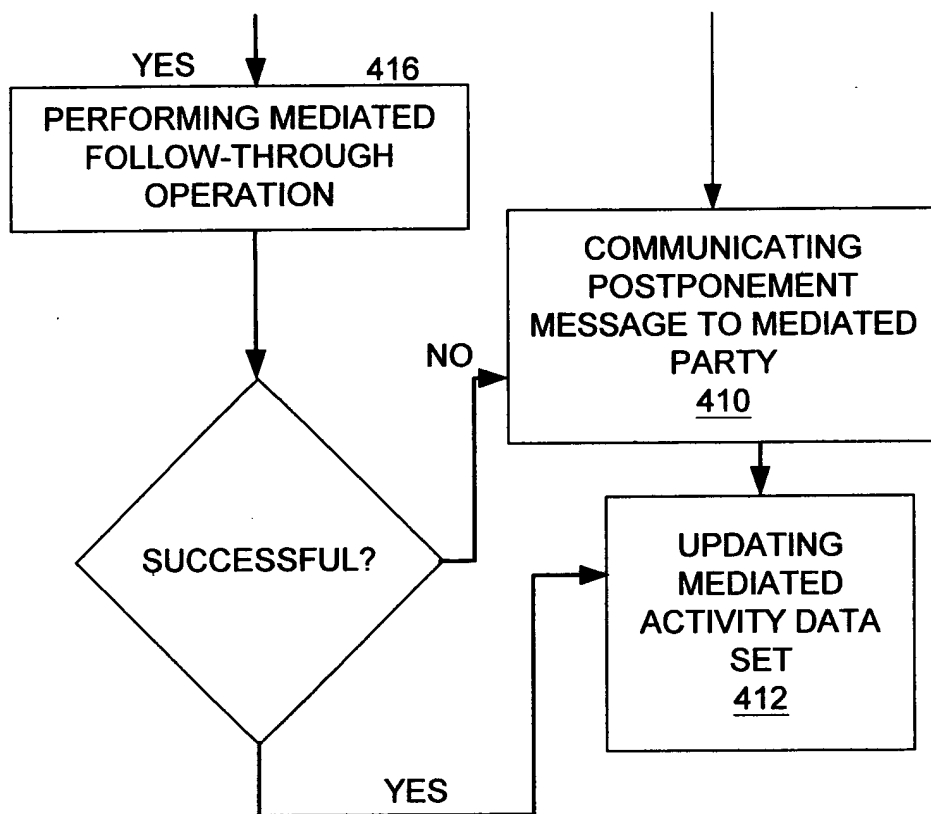 YES
416
PERFORMING MEDIATED
FOLLOW-THROUGH
OPERATION
COMMUNICATING
POSTPONEMENT
MESSAGE TO MEDIATED
PARTY
410
NO
SUCCESSFUL?
UPDATING
MEDIATED
ACTIVITY DATA
SET
412
YES